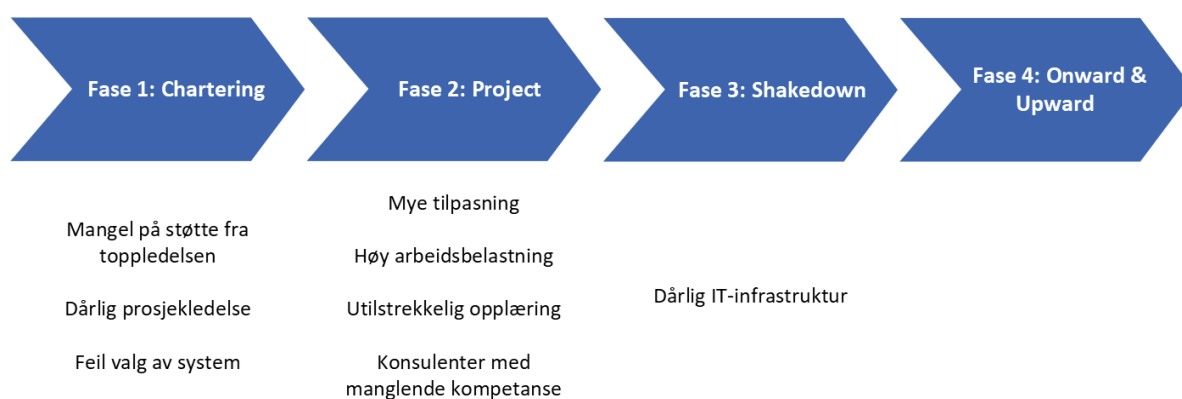 Fase 1: Chartering
Fase 2: Project
Fase 3: Shakedown
Fase 4: Onward &
Upward
Mangel på støtte fra
toppledelsen
Dårlig prosjekledelse
Feil valg av system
Mye tilpasning
Høy arbeidsbelastning
Utilstrekkelig opplæring
Konsulenter med
manglende kompetanse
Dårlig IT-infrastruktur